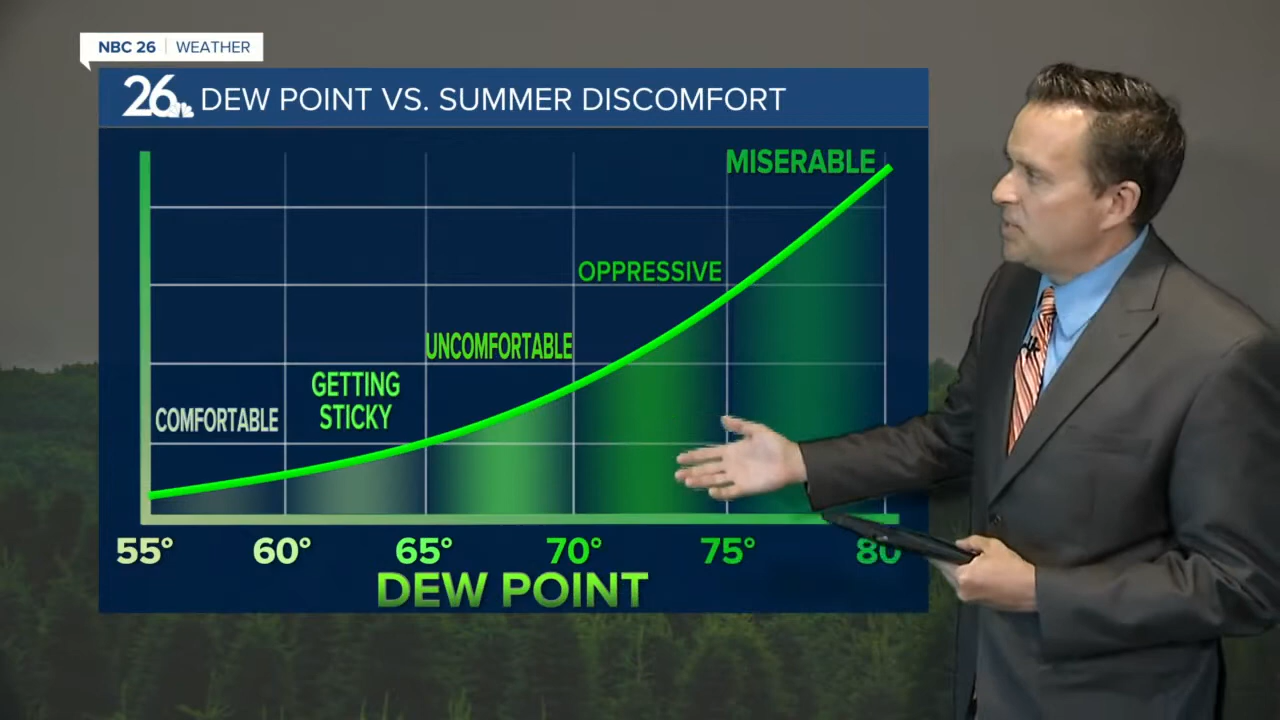 NBC 26 | WEATHER
26 DEW POINT VS. SUMMER DISCOMFORT
MISERABLE
OPPRESSIVE
UNCOMFORTABLE
GETTING
STICKY
COMFORTABLE
55° 60° 65° 70° 75° 80°
DEW POINT